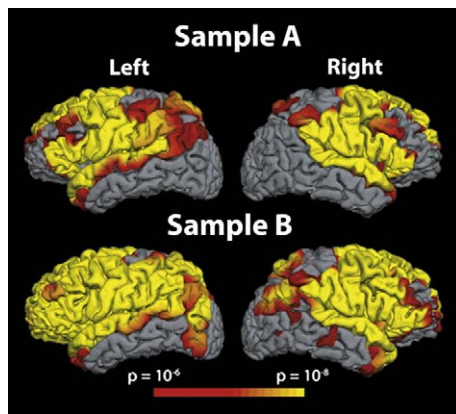 Sample A
Left Right
Sample B
p = 10⁻⁶ p = 10⁻⁸